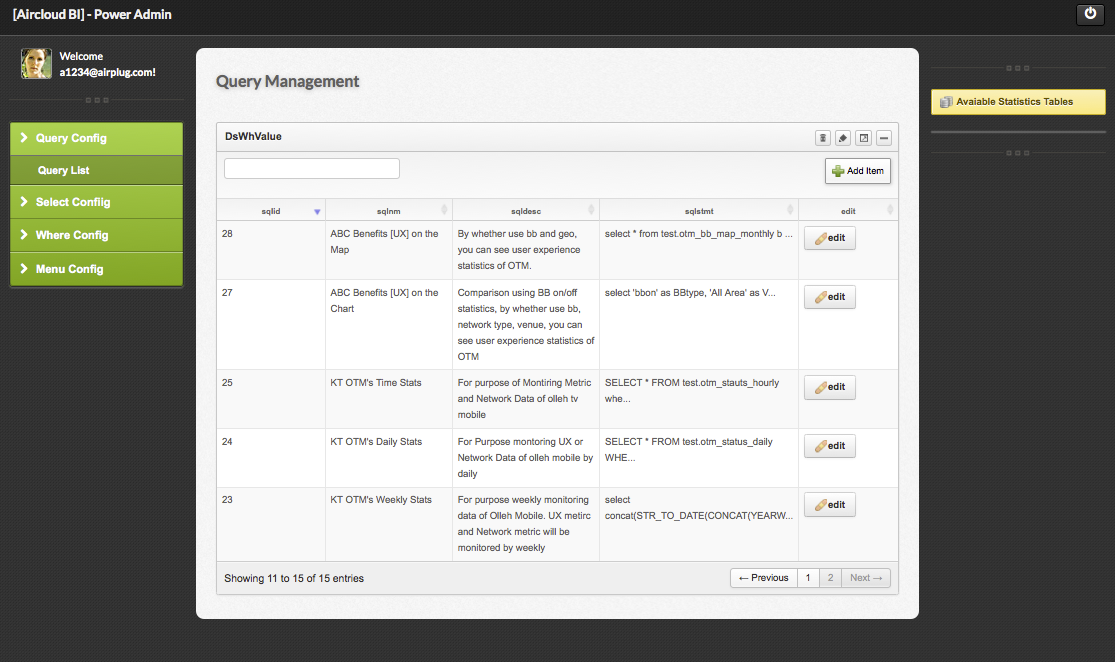 [Aircloud BI] - Power Admin
Welcome
a1234@airplug.com!
Query Config
Query List
Select Config
Where Config
Menu Config
Query Management
DsWhValue
Add Item
sqlid sqlnm sqldesc sqlstmt edit
28
ABC Benefits [UX] on the
Map
By whether use bb and geo,
you can see user experience
statistics of OTM.
select * from test.otm_bb_map_monthly b ...
edit
27
ABC Benefits [UX] on the
Chart
Comparison using BB on/off
statistics, by whether use bb,
network type, venue, you can
see user experience statistics of
OTM
select 'bbon' as BBtype, 'All Area' as V...
edit
25
KT OTM's Time Stats
For purpose of Montiring Metric
and Network Data of olleh tv
mobile
SELECT * FROM test.otm_stauts_hourly
whe...
edit
24
KT OTM's Daily Stats
For Purpose montoring UX or
Network Data of olleh mobile by
daily
SELECT * FROM test.otm_status_daily
WHE...
edit
23
KT OTM's Weekly Stats
For purpose weekly monitoring
data of Olleh Mobile. UX metirc
and Network metric will be
monitored by weekly
select
concat(STR_TO_DATE(CONCAT(YEARW...
edit
Showing 11 to 15 of 15 entries
← Previous 1 2 Next →
Avaiable Statistics Tables